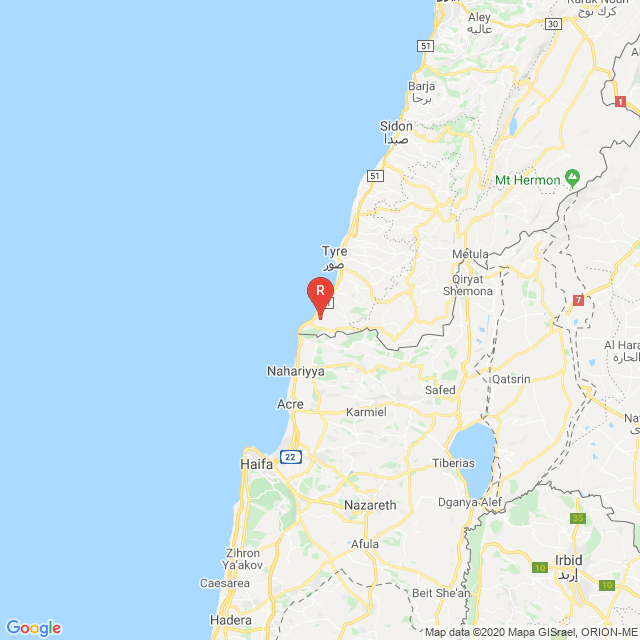 Karak Nouh
كرك نوح
Aley
عاليه
30
51
Barja
برجا
1
Sidon
صيدا
51
Mt Hermon
Tyre
صور
Métula
Qiryat
Shemona
R
7
Al Hara
الحارة
Nahariyya
Safed
Qatsrin
Acre
Karmiel
22
Haifa
Tiberias
Nazareth
Dganya Alef
35
Afula
Zihron
Ya'akov
Irbid
إربد
10
10
Caesarea
Beit She'an
Hadera
Google
Map data ©2020 Mapa GISrael, ORION-ME